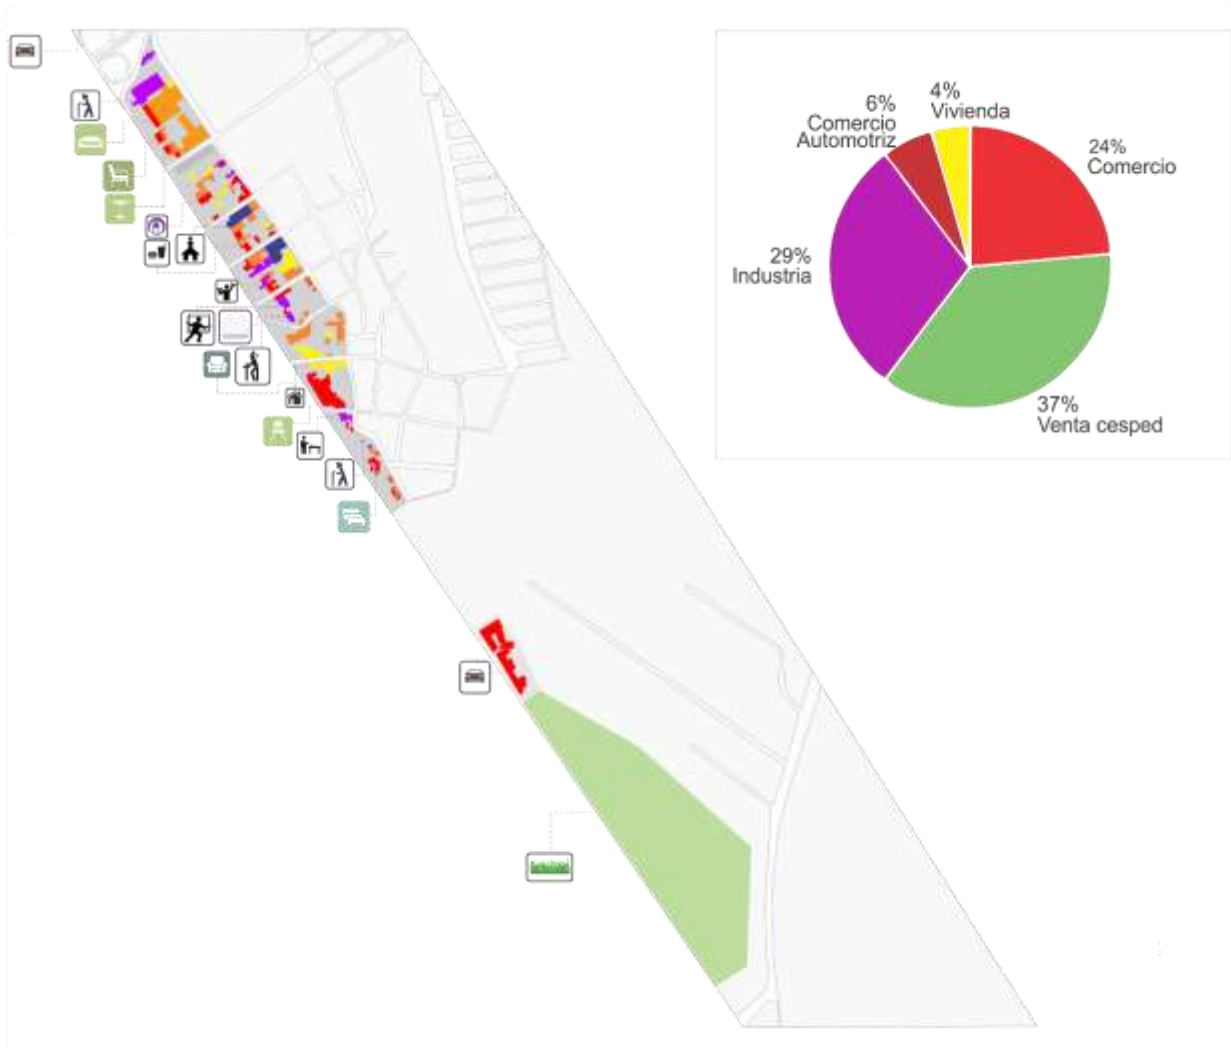 4%
Vivienda
6%
Comercio
Automotriz
24%
Comercio
29%
Industria
37%
Venta cesped